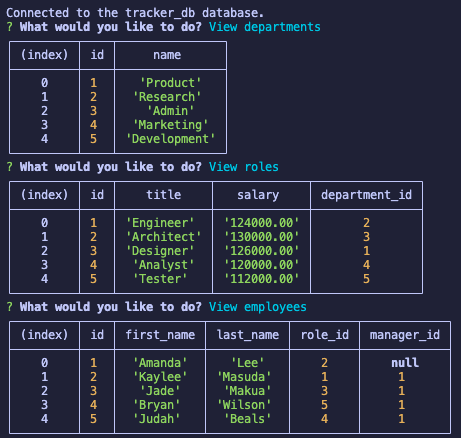 Connected to the tracker_db database.
? What would you like to do? View departments
(index) id name
0 1 'Product'
1 2 'Research'
2 3 'Admin'
3 4 'Marketing'
4 5 'Development'
? What would you like to do? View roles
(index) id title salary department_id
0 1 'Engineer' '124000.00' 2
1 2 'Architect' '130000.00' 3
2 3 'Designer' '126000.00' 1
3 4 'Analyst' '120000.00' 4
4 5 'Tester' '112000.00' 5
? What would you like to do? View employees
(index) id first_name last_name role_id manager_id
0 1 'Amanda' 'Lee' 2 null
1 2 'Kaylee' 'Masuda' 1 1
2 3 'Jade' 'Makua' 3 1
3 4 'Bryan' 'Wilson' 5 1
4 5 'Judah' 'Beals' 4 1